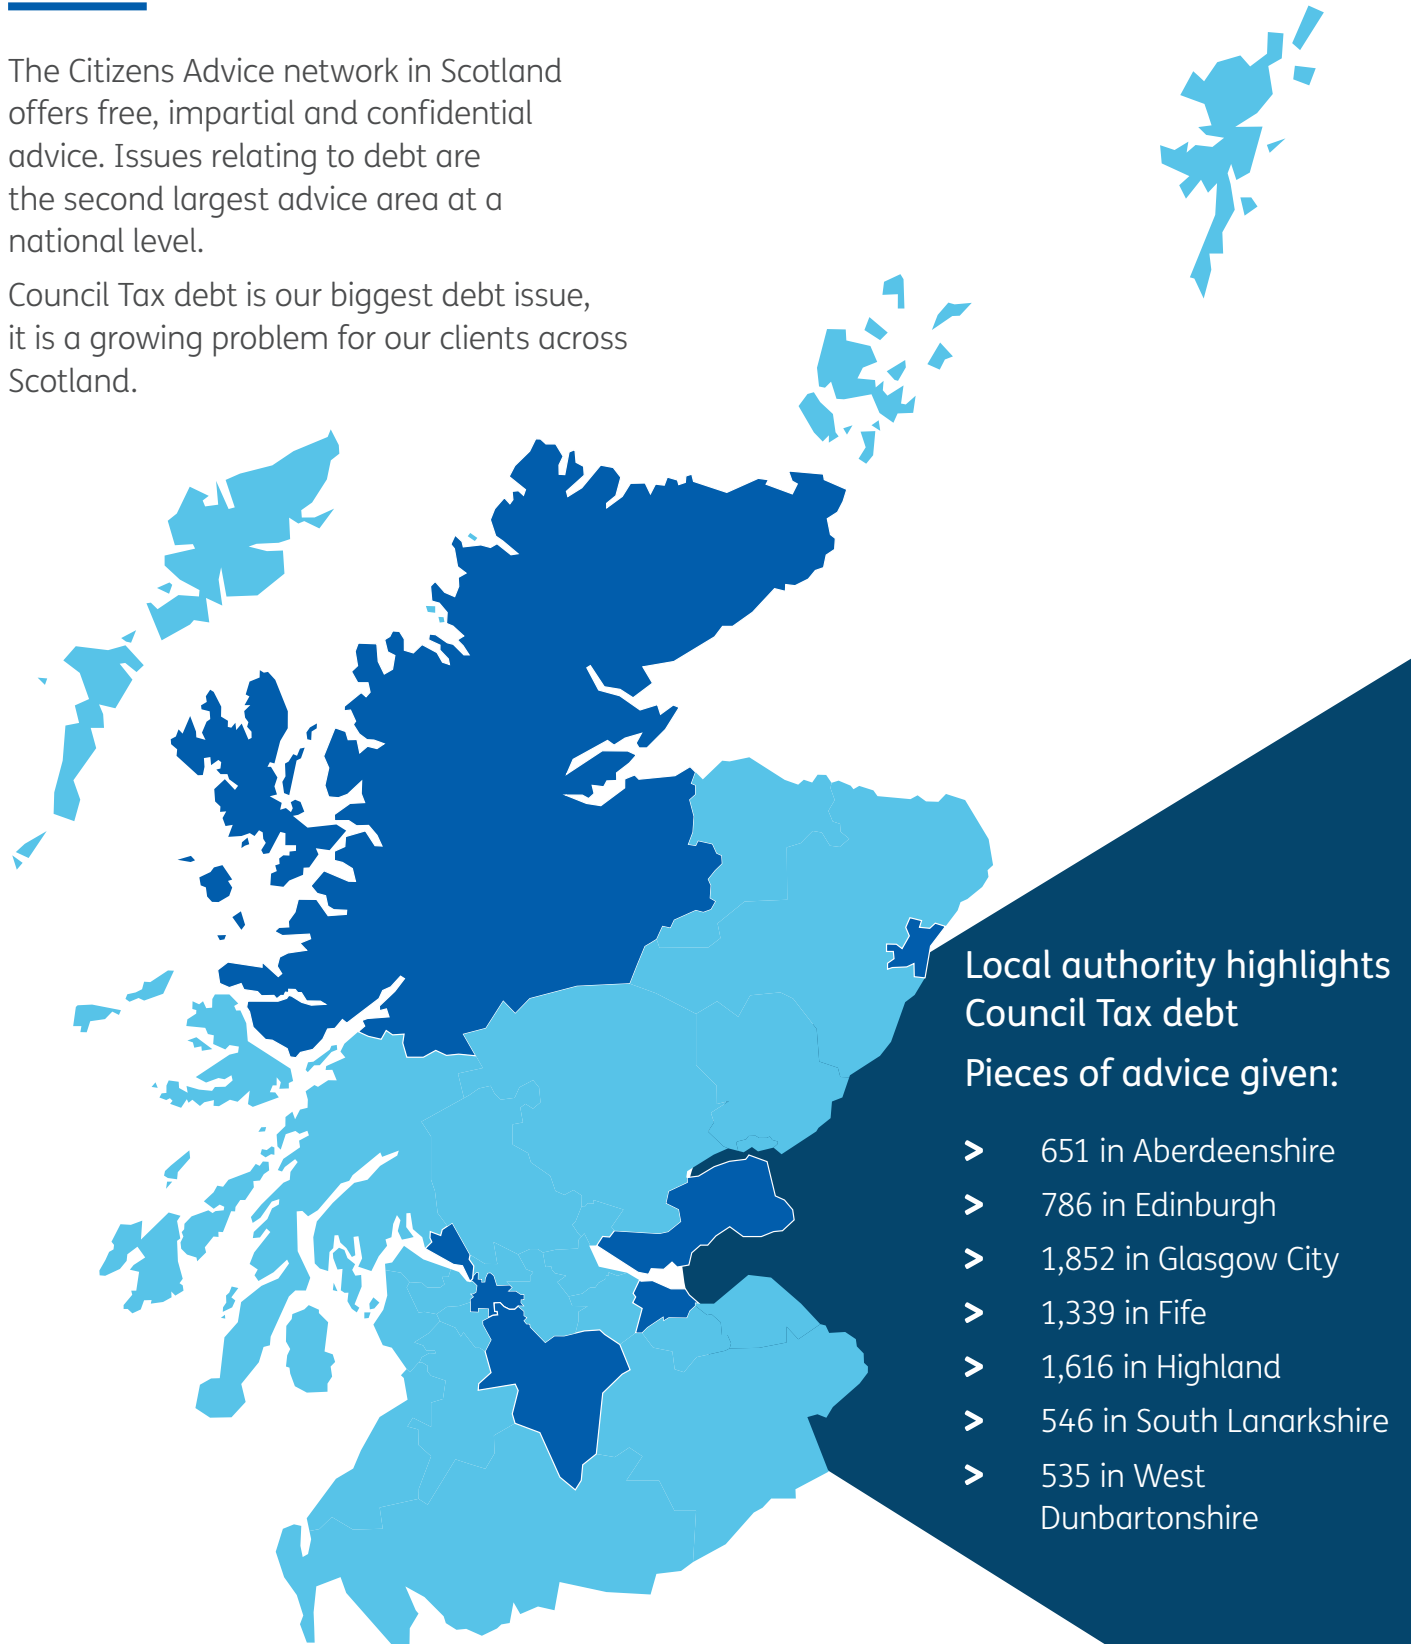 The Citizens Advice network in Scotland
offers free, impartial and confidential
advice. Issues relating to debt are
the second largest advice area at a
national level.
Council Tax debt is our biggest debt issue,
it is a growing problem for our clients across
Scotland.
Local authority highlights
Council Tax debt
Pieces of advice given:
> 651 in Aberdeenshire
> 786 in Edinburgh
> 1,852 in Glasgow City
> 1,339 in Fife
> 1,616 in Highland
> 546 in South Lanarkshire
> 535 in West
Dunbartonshire